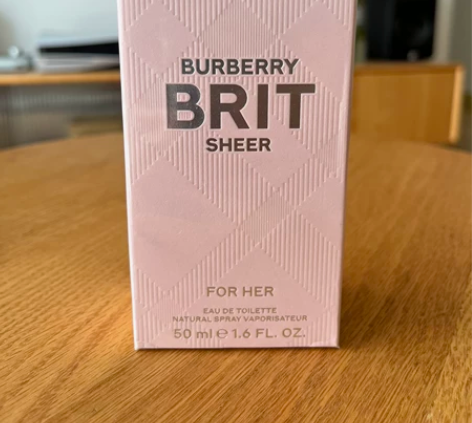 BURBERRY
BRIT
SHEER
FOR HER
EAU DE TOILETTE
NATURAL SPRAY VAPORISATEUR
50 ml ℮ 1.6 FL. OZ.